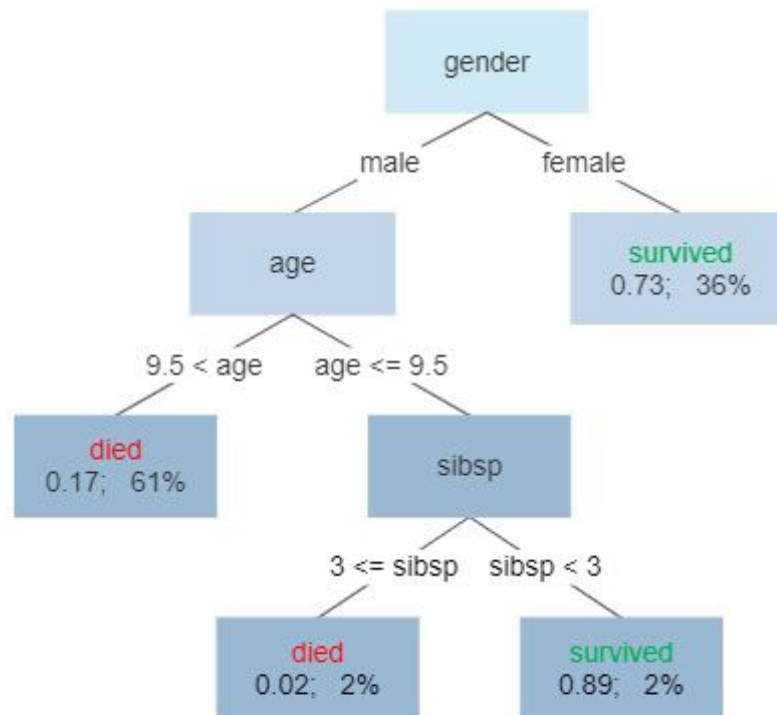 gender
male
female
age
survived
0.73; 36%
9.5 < age
age <= 9.5
died
0.17; 61%
sibsp
3 <= sibsp
sibsp < 3
died
0.02; 2%
survived
0.89; 2%